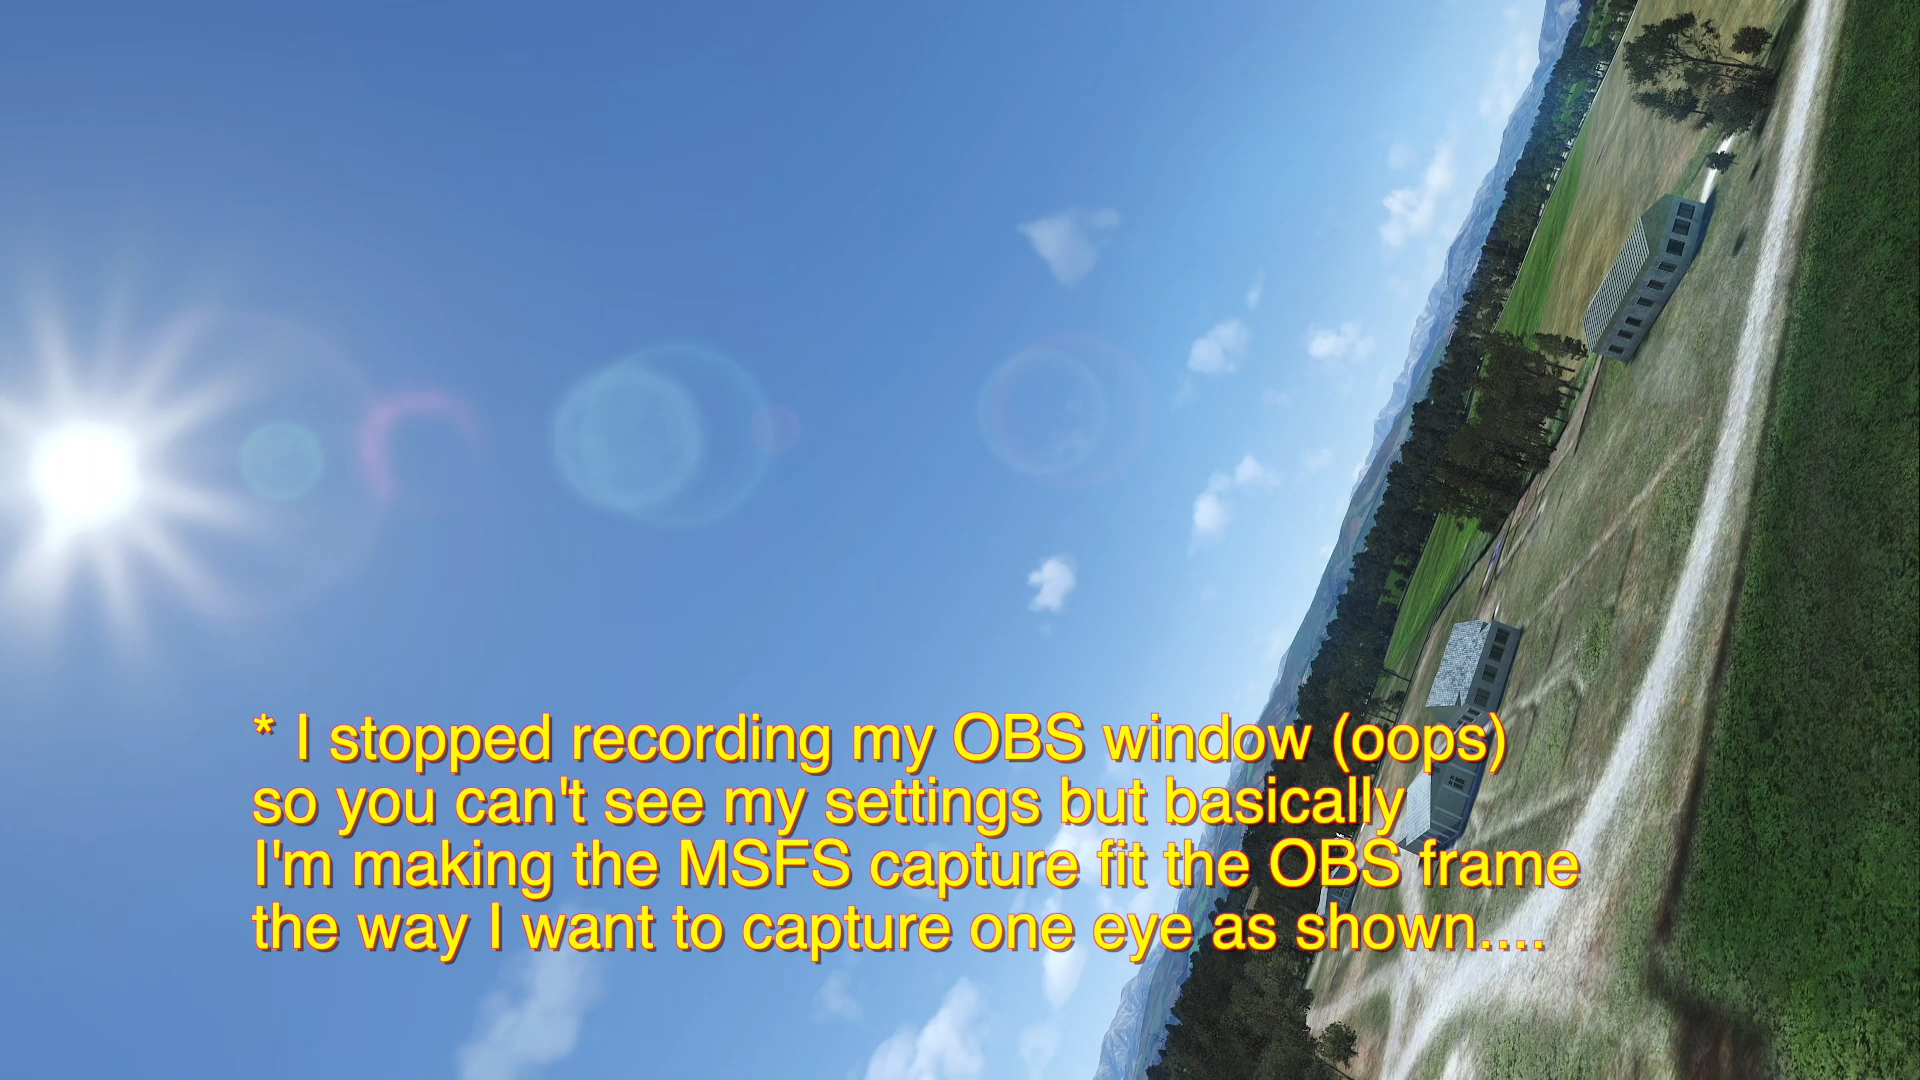 * I stopped recording my OBS window (oops)
so you can't see my settings but basically
I'm making the MSFS capture fit the OBS frame
the way I want to capture one eye as shown....